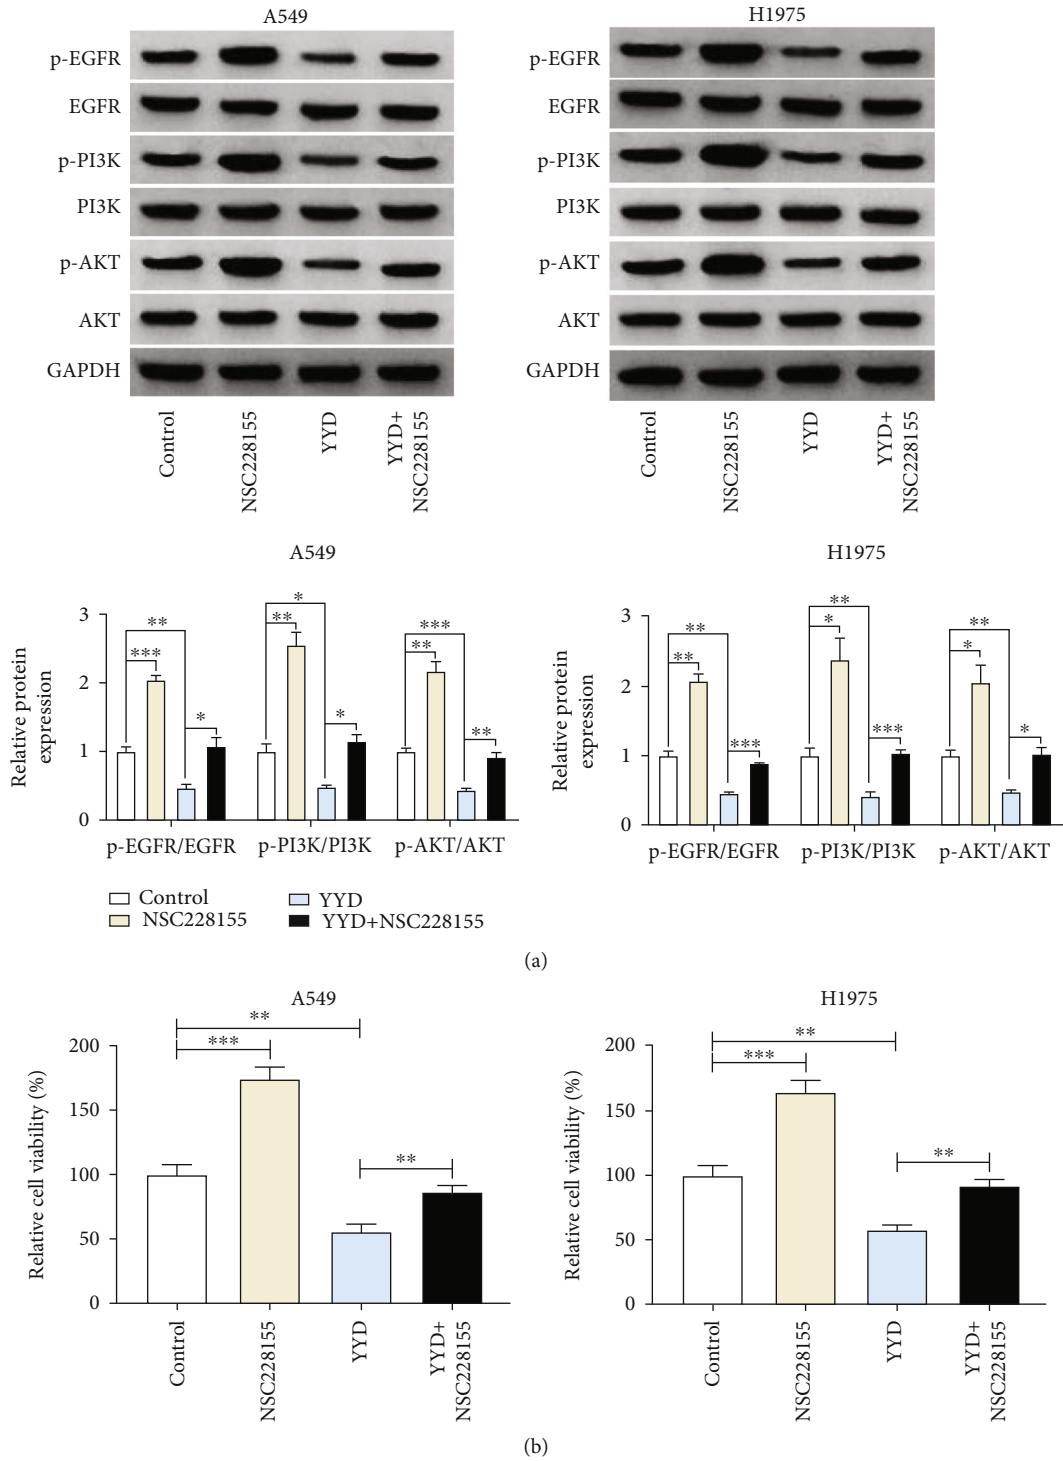 A549
p-EGFR
EGFR
p-PI3K
PI3K
p-AKT
AKT
GAPDH
Control
NSC228155
YYD
YYD+
NSC228155
H1975
p-EGFR
EGFR
p-PI3K
PI3K
p-AKT
AKT
GAPDH
Control
NSC228155
YYD
YYD+
NSC228155
A549
Relative protein
expression
3
2
1
0
**
***
*
*
**
*
***
**
**
p-EGFR/EGFR
p-PI3K/PI3K
p-AKT/AKT
H1975
Relative protein
expression
3
2
1
0
**
**
***
**
*
***
**
*
*
p-EGFR/EGFR
p-PI3K/PI3K
p-AKT/AKT
Control
YYD
NSC228155
YYD+NSC228155
(a)
A549
Relative cell viability (%)
200
150
100
50
0
**
***
**
Control
NSC228155
YYD
YYD+
NSC228155
H1975
Relative cell viability (%)
200
150
100
50
0
**
***
**
Control
NSC228155
YYD
YYD+
NSC228155
(b)